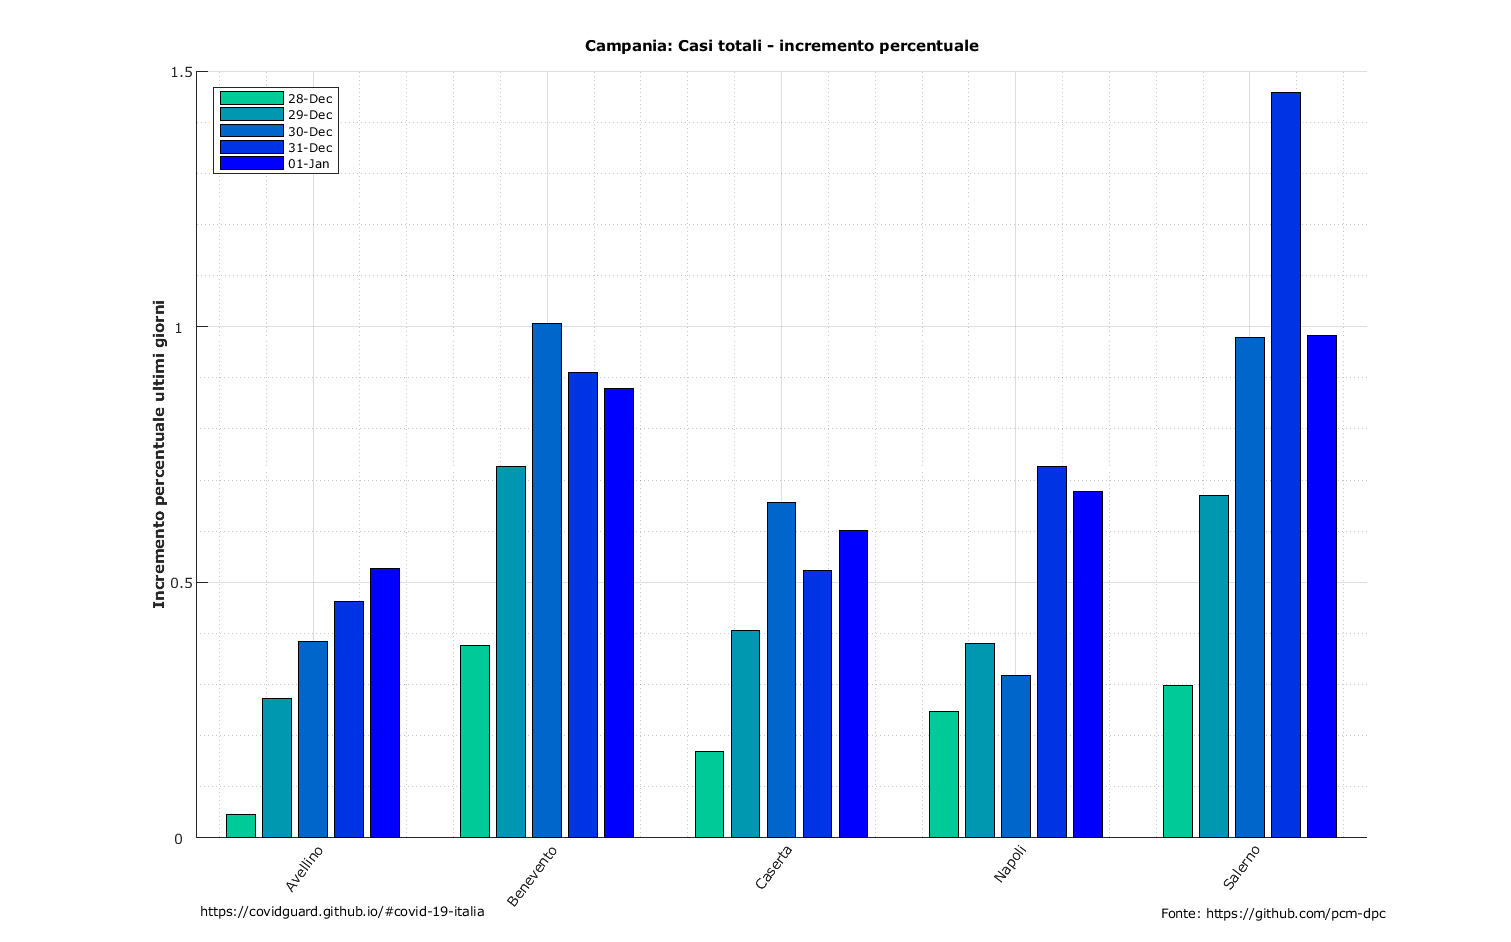 Campania: Casi totali - incremento percentuale
1.5
28-Dec
29-Dec
30-Dec
31-Dec
01-Jan
1
Incremento percentuale ultimi giorni
0.5
0
Avellino
Benevento
Caserta
Napoli
Salerno
https://covidguard.github.io/#covid-19-italia
Fonte: https://github.com/pcm-dpc